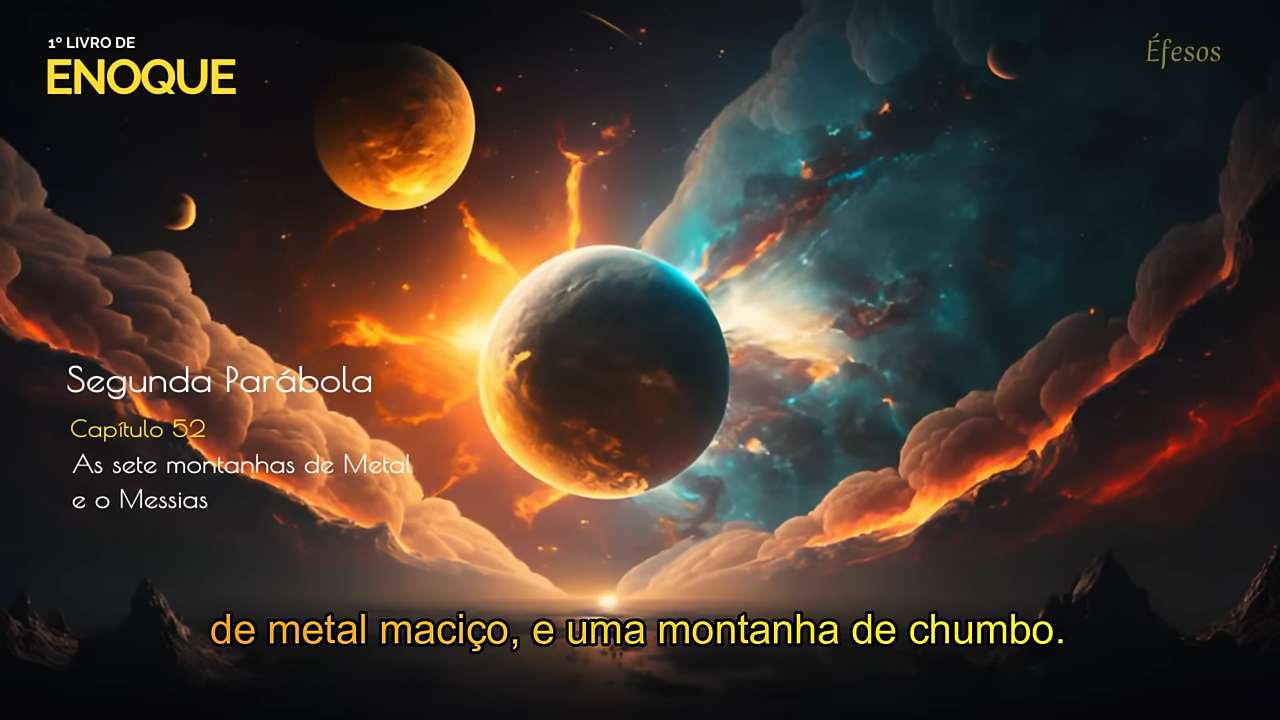 1º LIVRO DE
ENOQUE
Éfesos
Segunda Parábola
Capítulo 52
As sete montanhas de Metal
e o Messias
de metal maciço, e uma montanha de chumbo.